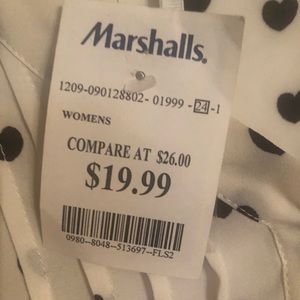 Marshalls.
1209-090128802- 01999 -24-1
WOMENS
COMPARE AT $26.00
$19.99
0980--8048--513697--FLS2